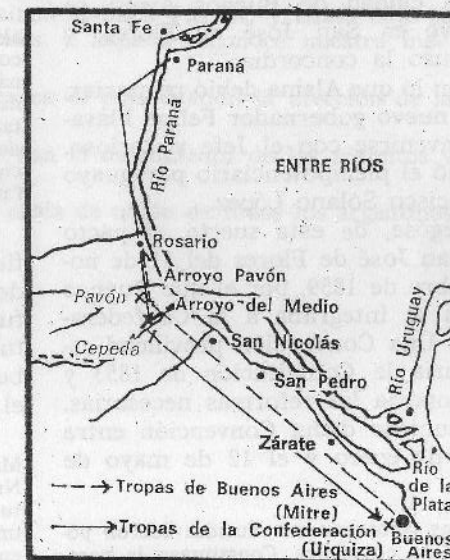 Santa Fe
Paraná
Río Paraná
ENTRE RÍOS
Rosario
Arroyo Pavón
Pavón
Arroyo del Medio
Cepeda
San Nicolás
San Pedro
Río Uruguay
Zárate
Río
de la
Plata
Tropas de Buenos Aires
(Mitre)
Tropas de la Confederación
(Urquiza)
Buenos
Aires